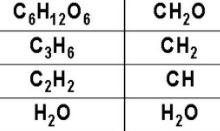 C₆H₁₂O₆ CH₂O
C₃H₆ CH₂
C₂H₂ CH
H₂O H₂O